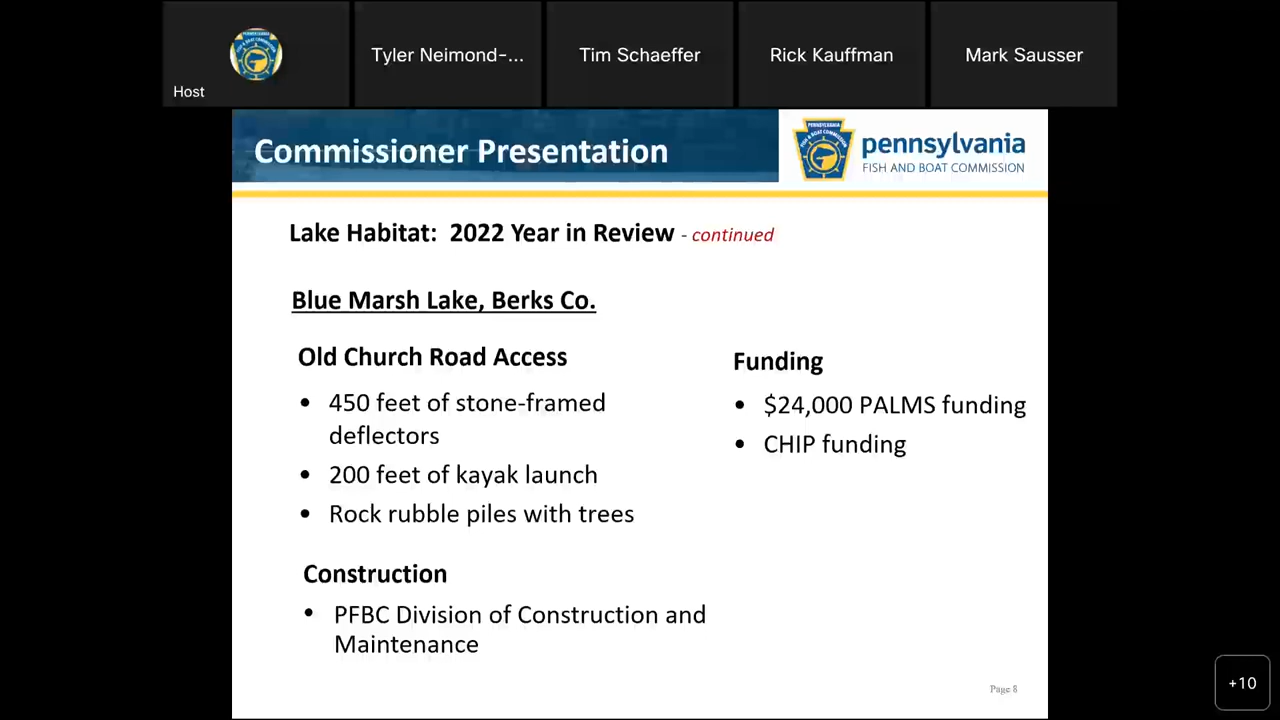 Host
Tyler Neimond-...
Tim Schaeffer
Rick Kauffman
Mark Sausser
Commissioner Presentation
pennsylvania
FISH AND BOAT COMMISSION
Lake Habitat: 2022 Year in Review - continued
Blue Marsh Lake, Berks Co.
Old Church Road Access
• 450 feet of stone-framed
deflectors
• 200 feet of kayak launch
• Rock rubble piles with trees
Construction
• PFBC Division of Construction and
Maintenance
Funding
• $24,000 PALMS funding
• CHIP funding
Page 8
+10